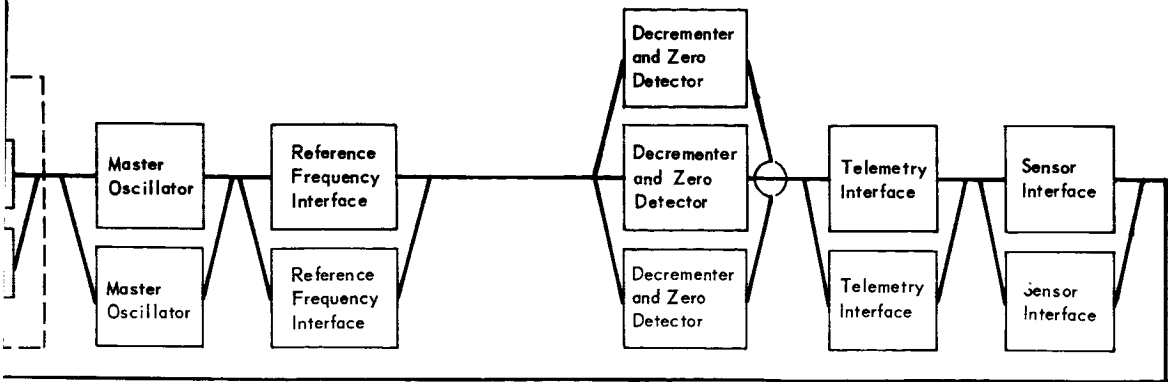 Decrementer
and Zero
Detector
Master
Oscillator
Reference
Frequency
Interface
Decrementer
and Zero
Detector
Telemetry
Interface
Sensor
Interface
Master
Oscillator
Reference
Frequency
Interface
Decrementer
and Zero
Detector
Telemetry
Interface
Sensor
Interface